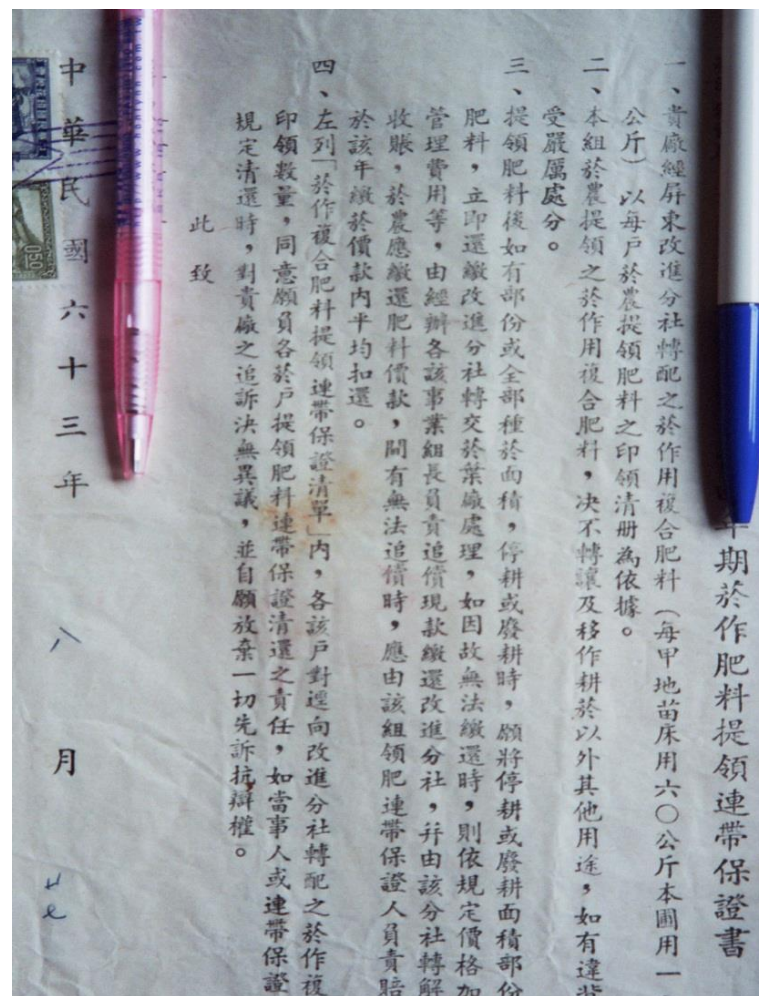 年期菸作肥料提領連帶保證書
一、貴廠經屏東改進分社轉配之菸作用複合肥料(每甲地苗床用六〇公斤本圃用一
公斤)以每戶菸農提領肥料之印領清册為依據。
二、本組菸農提領之菸作用複合肥料,决不轉讓及移作耕菸以外其他用途,如有違背
受嚴厲處分。
三、提領肥料後如有部份或全部種菸面積,停耕或廢耕時,願將停耕或廢耕面積部份
肥料,立即還繳改進分社轉交菸葉廠處理,如因故無法繳還時,則依規定價格加
管理費用等,由經辦各該事業組長負責追償現款繳還改進分社,幷由該分社轉解
收賬,菸農應繳還肥料價款,間有無法追償時,應由該組領肥連帶保證人員責賠
於該年繳菸價款內平均扣還。
四、左列「菸作複合肥料提領連帶保證清單」內,各該戶對逕向改進分社轉配之菸作複
印領數量,同意願負各菸戶提領肥料連帶保證清還之責任,如當事人或連帶保證
規定清還時,對貴廠之追訴決無異議,並自願放棄一切先訴抗辯權。
此致
中華民國六十三年八月
050